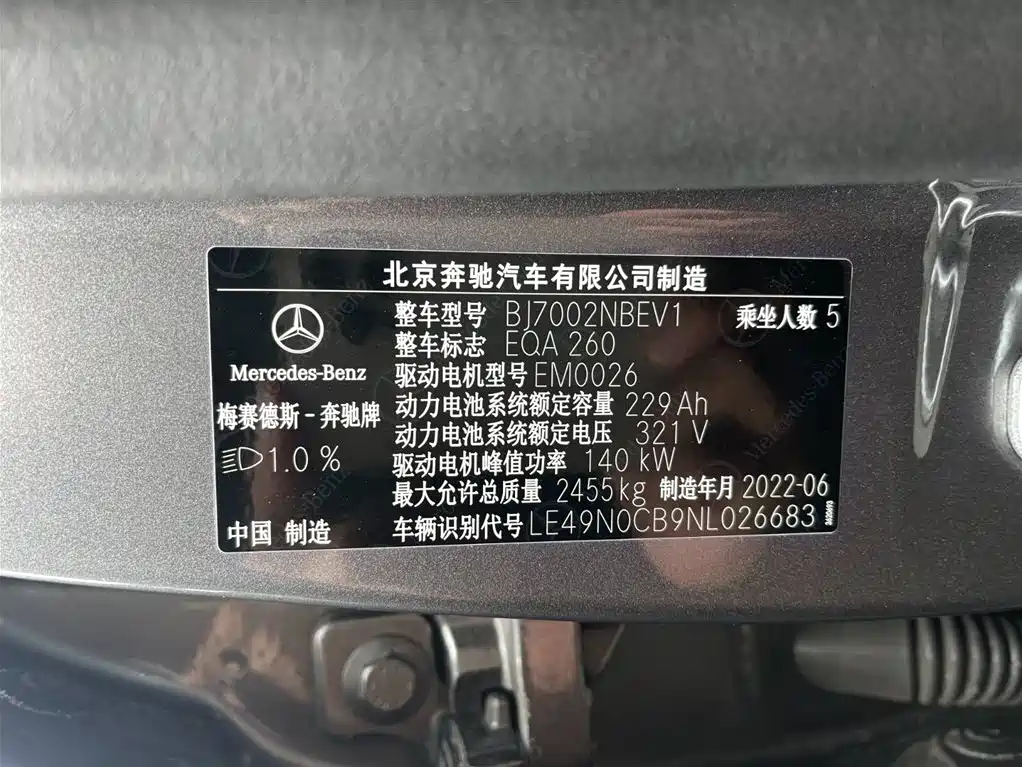 北京奔驰汽车有限公司制造
整车型号 BJ7002NBEV1 乘坐人数 5
整车标志 EQA 260
Mercedes-Benz
驱动电机型号 EM0026
梅赛德斯-奔驰牌
动力电池系统额定容量 229 Ah
动力电池系统额定电压 321 V
1.0 %
驱动电机峰值功率 140 kW
最大允许总质量 2455kg 制造年月 2022-06
中国 制造
车辆识别代号 LE49N0CB9NL026683